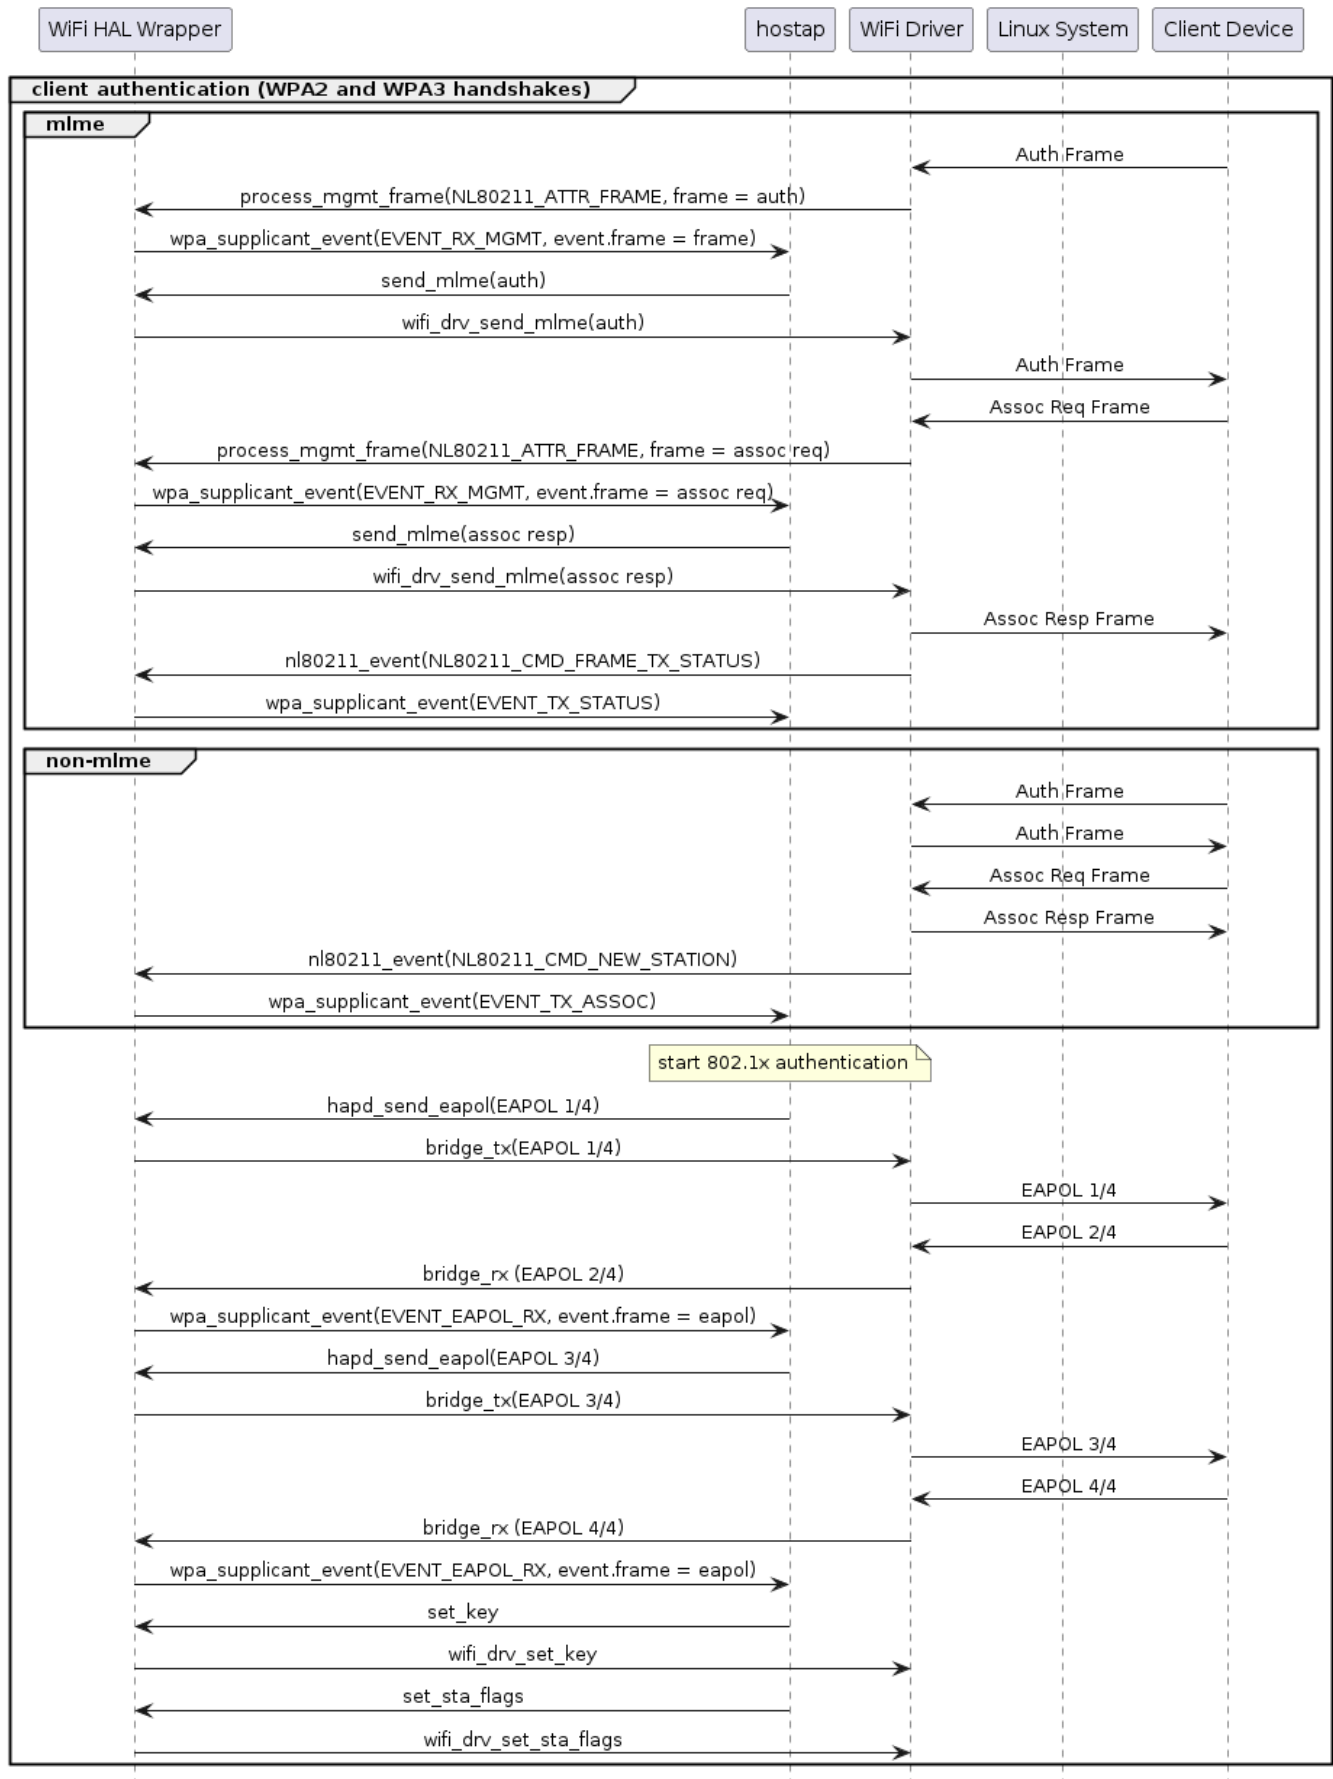 WiFi HAL Wrapper
hostap
WiFi Driver
Linux System
Client Device
client authentication (WPA2 and WPA3 handshakes)
mlme
Auth Frame
process_mgmt_frame(NL80211_ATTR_FRAME, frame = auth)
wpa_supplicant_event(EVENT_RX_MGMT, event.frame = frame)
send_mlme(auth)
wifi_drv_send_mlme(auth)
Auth Frame
Assoc Req Frame
process_mgmt_frame(NL80211_ATTR_FRAME, frame = assoc req)
wpa_supplicant_event(EVENT_RX_MGMT, event.frame = assoc req)
send_mlme(assoc resp)
wifi_drv_send_mlme(assoc resp)
Assoc Resp Frame
nl80211_event(NL80211_CMD_FRAME_TX_STATUS)
wpa_supplicant_event(EVENT_TX_STATUS)
non-mlme
Auth Frame
Auth Frame
Assoc Req Frame
Assoc Resp Frame
nl80211_event(NL80211_CMD_NEW_STATION)
wpa_supplicant_event(EVENT_TX_ASSOC)
start 802.1x authentication
hapd_send_eapol(EAPOL 1/4)
bridge_tx(EAPOL 1/4)
EAPOL 1/4
EAPOL 2/4
bridge_rx (EAPOL 2/4)
wpa_supplicant_event(EVENT_EAPOL_RX, event.frame = eapol)
hapd_send_eapol(EAPOL 3/4)
bridge_tx(EAPOL 3/4)
EAPOL 3/4
EAPOL 4/4
bridge_rx (EAPOL 4/4)
wpa_supplicant_event(EVENT_EAPOL_RX, event.frame = eapol)
set_key
wifi_drv_set_key
set_sta_flags
wifi_drv_set_sta_flags